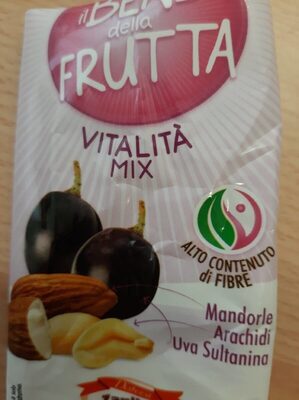 il BENE
della
FRUTTA
VITALITÀ
MIX
ALTO CONTENUTO
di FIBRE
Mandorle
Arachidi
Uva Sultanina